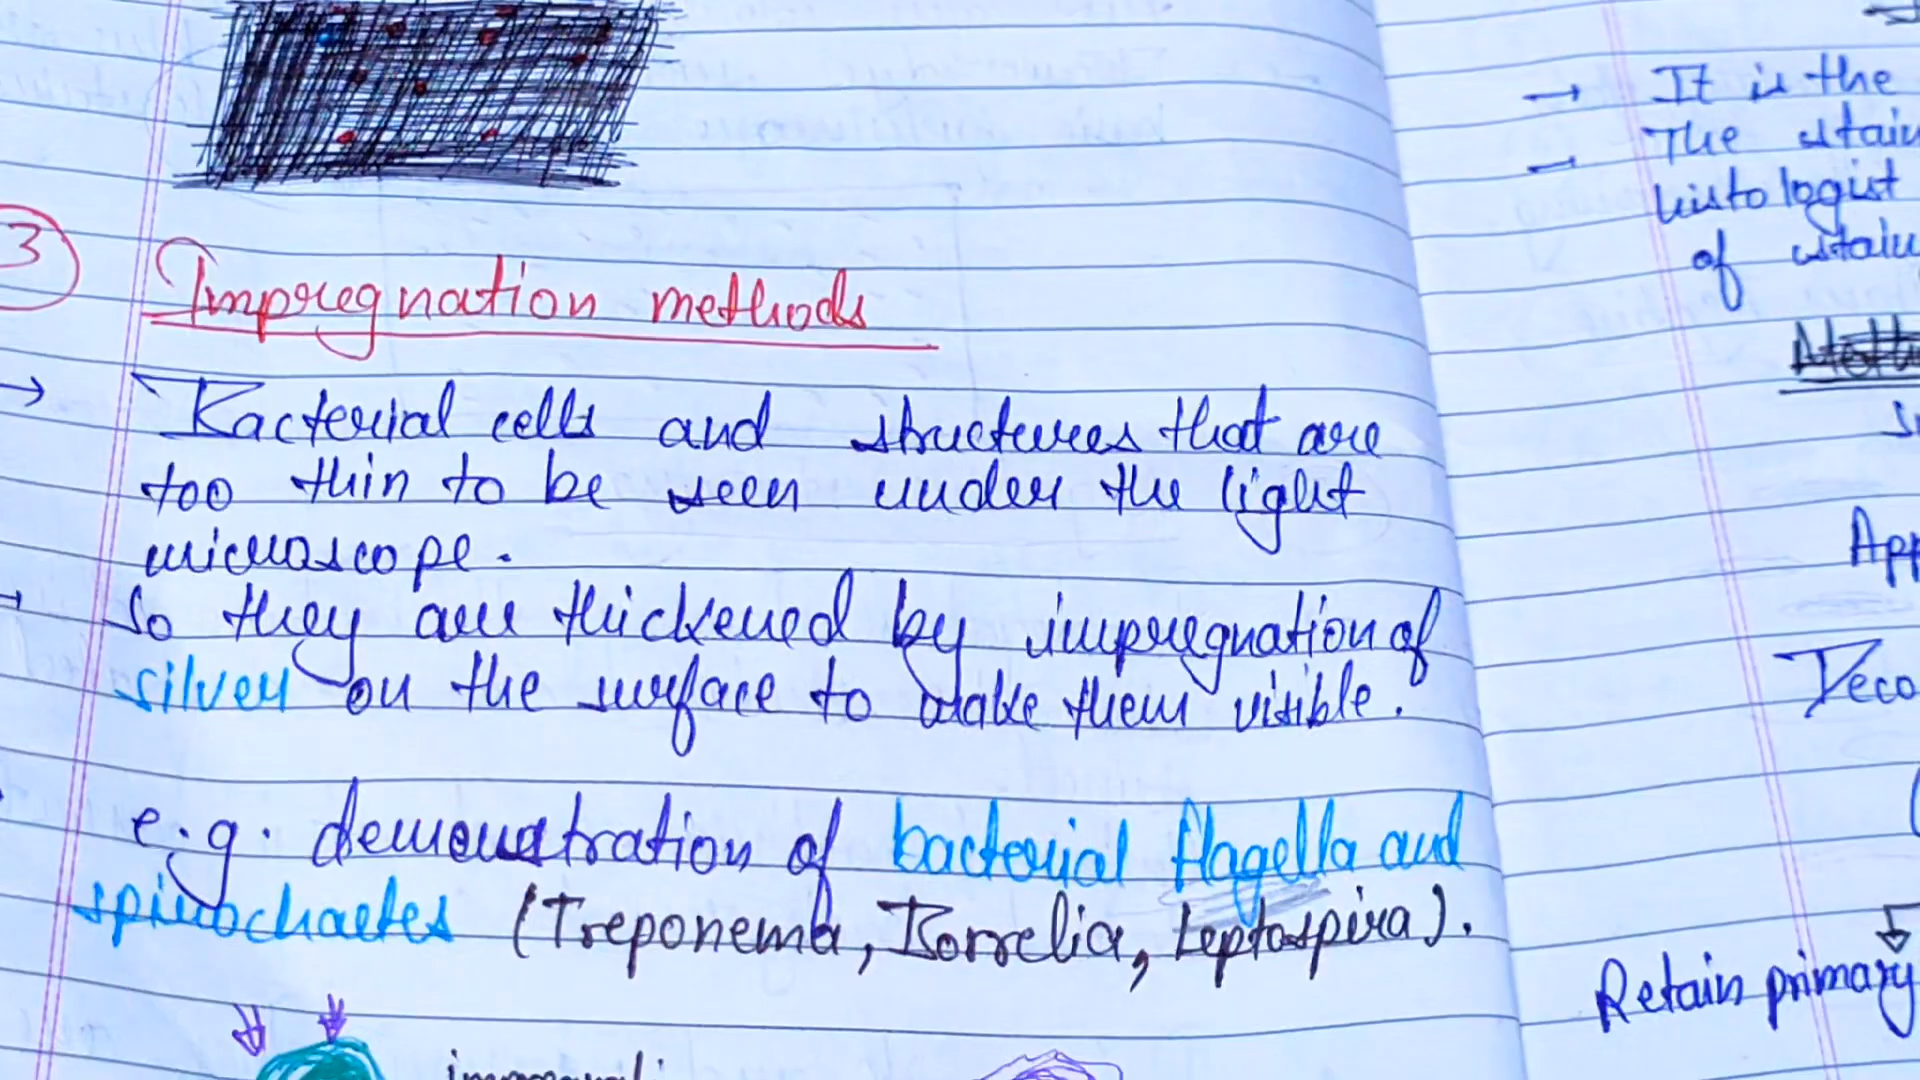 3
Impregnation methods
→ Bacterial cells and structures that are
too thin to be seen under the light
microscope.
→ So they are thickened by impregnation of
silver on the surface to make them visible.
e.g. demonstration of bacterial flagella and
spirochaetes (Treponema, Borrelia, Leptospira).
→ It is the
→ The stain
histologist
of
App
Deco
Retain primary